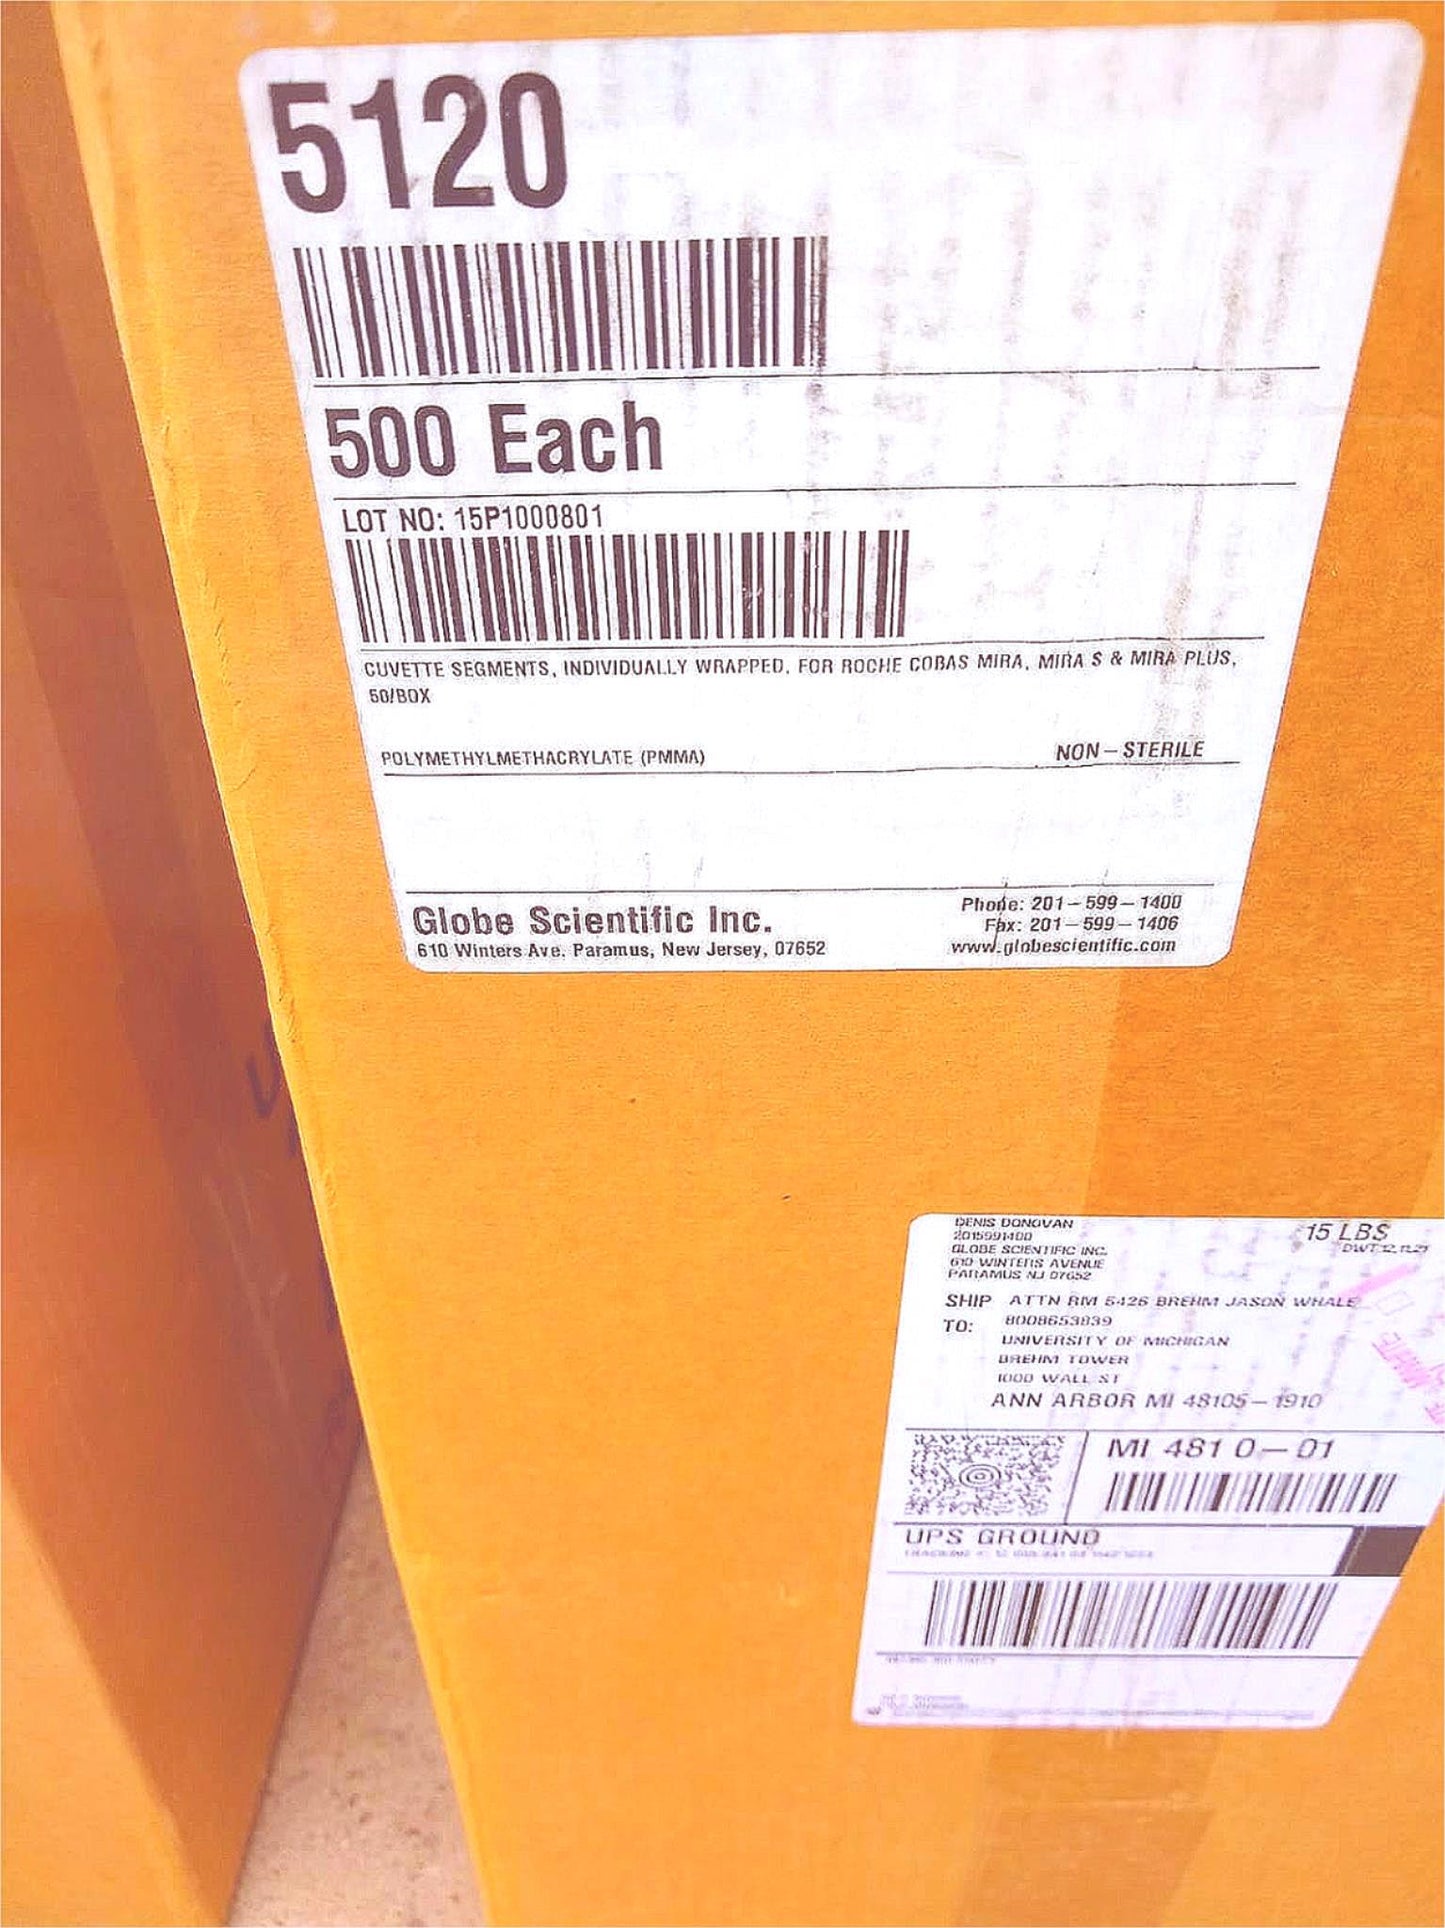 5120
500 Each
LOT NO: 15P1000801
CUVETTE SEGMENTS, INDIVIDUALLY WRAPPED, FOR ROCHE COBAS MIRA, MIRA S & MIRA PLUS,
50/BOX
POLYMETHYLMETHACRYLATE (PMMA) NON-STERILE
Globe Scientific Inc.
610 Winters Ave. Paramus, New Jersey, 07652
Phone: 201-599-1400
Fax: 201-599-1406
www.globescientific.com
DENIS DONOVAN
2015991400
GLOBE SCIENTIFIC INC.
610 WINTERS AVENUE
PARAMUS NJ 07652
15 LBS
SHIP ATTN RM 5426 BREHM JASON WHALE
TO: 8008653839
UNIVERSITY OF MICHIGAN
BREHM TOWER
1000 WALL ST
ANN ARBOR MI 48105-1910
MI 481 0-01
UPS GROUND